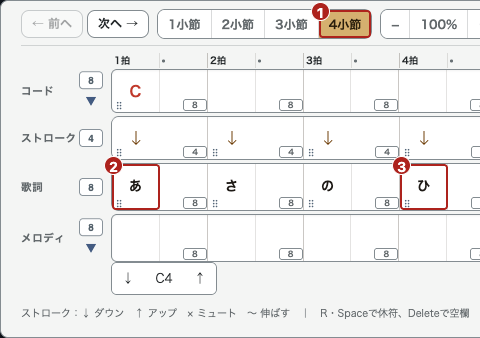 ← 前へ 次へ → 1小節 2小節 3小節 4小節 − 100%
1
1拍 • 2拍 • 3拍 • 4拍 •
コード 8 ▼ C 8 8 8
ストローク 4 ↓ ↓ ↓ ↓ 4 4 4
2 3
歌詞 8 あ さ の ひ 8 8 8
メロディ 8 ▼ 8 8 8
↓ C4 ↑
ストローク：↓ ダウン ↑ アップ × ミュート 〜 伸ばす | R・Spaceで休符、Deleteで空欄